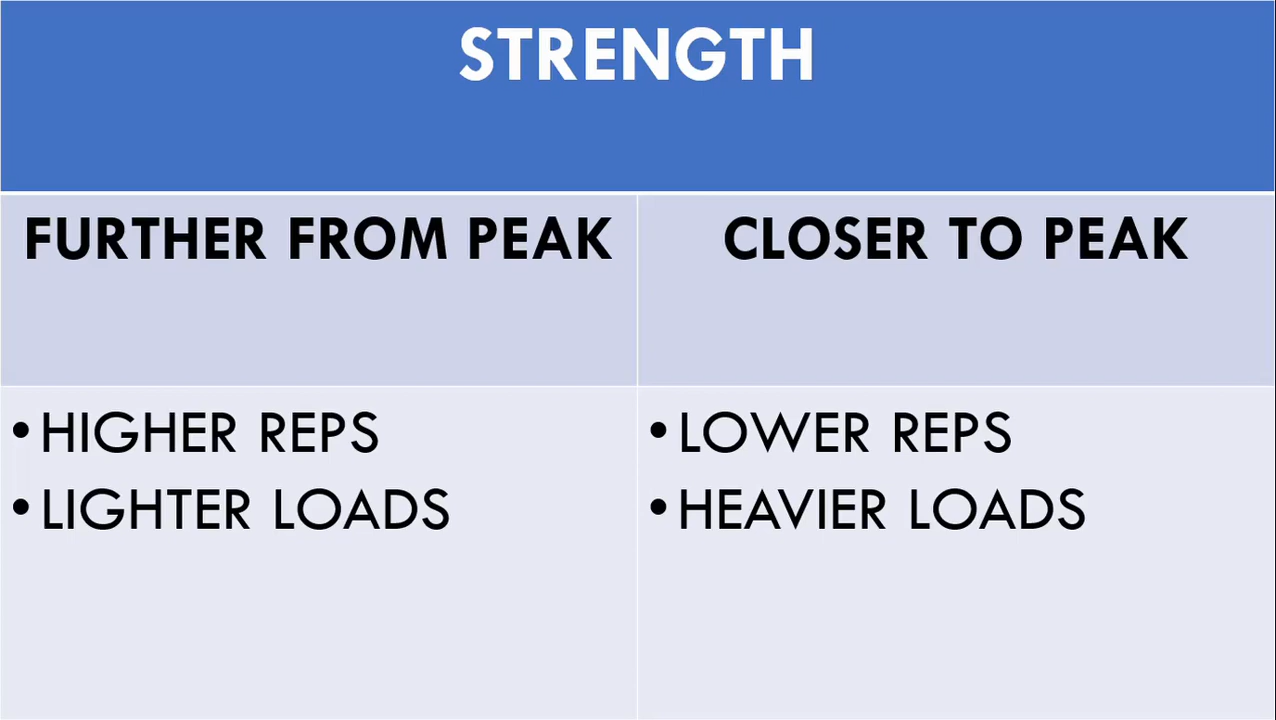 STRENGTH
FURTHER FROM PEAK
CLOSER TO PEAK
•HIGHER REPS
•LIGHTER LOADS
•LOWER REPS
•HEAVIER LOADS